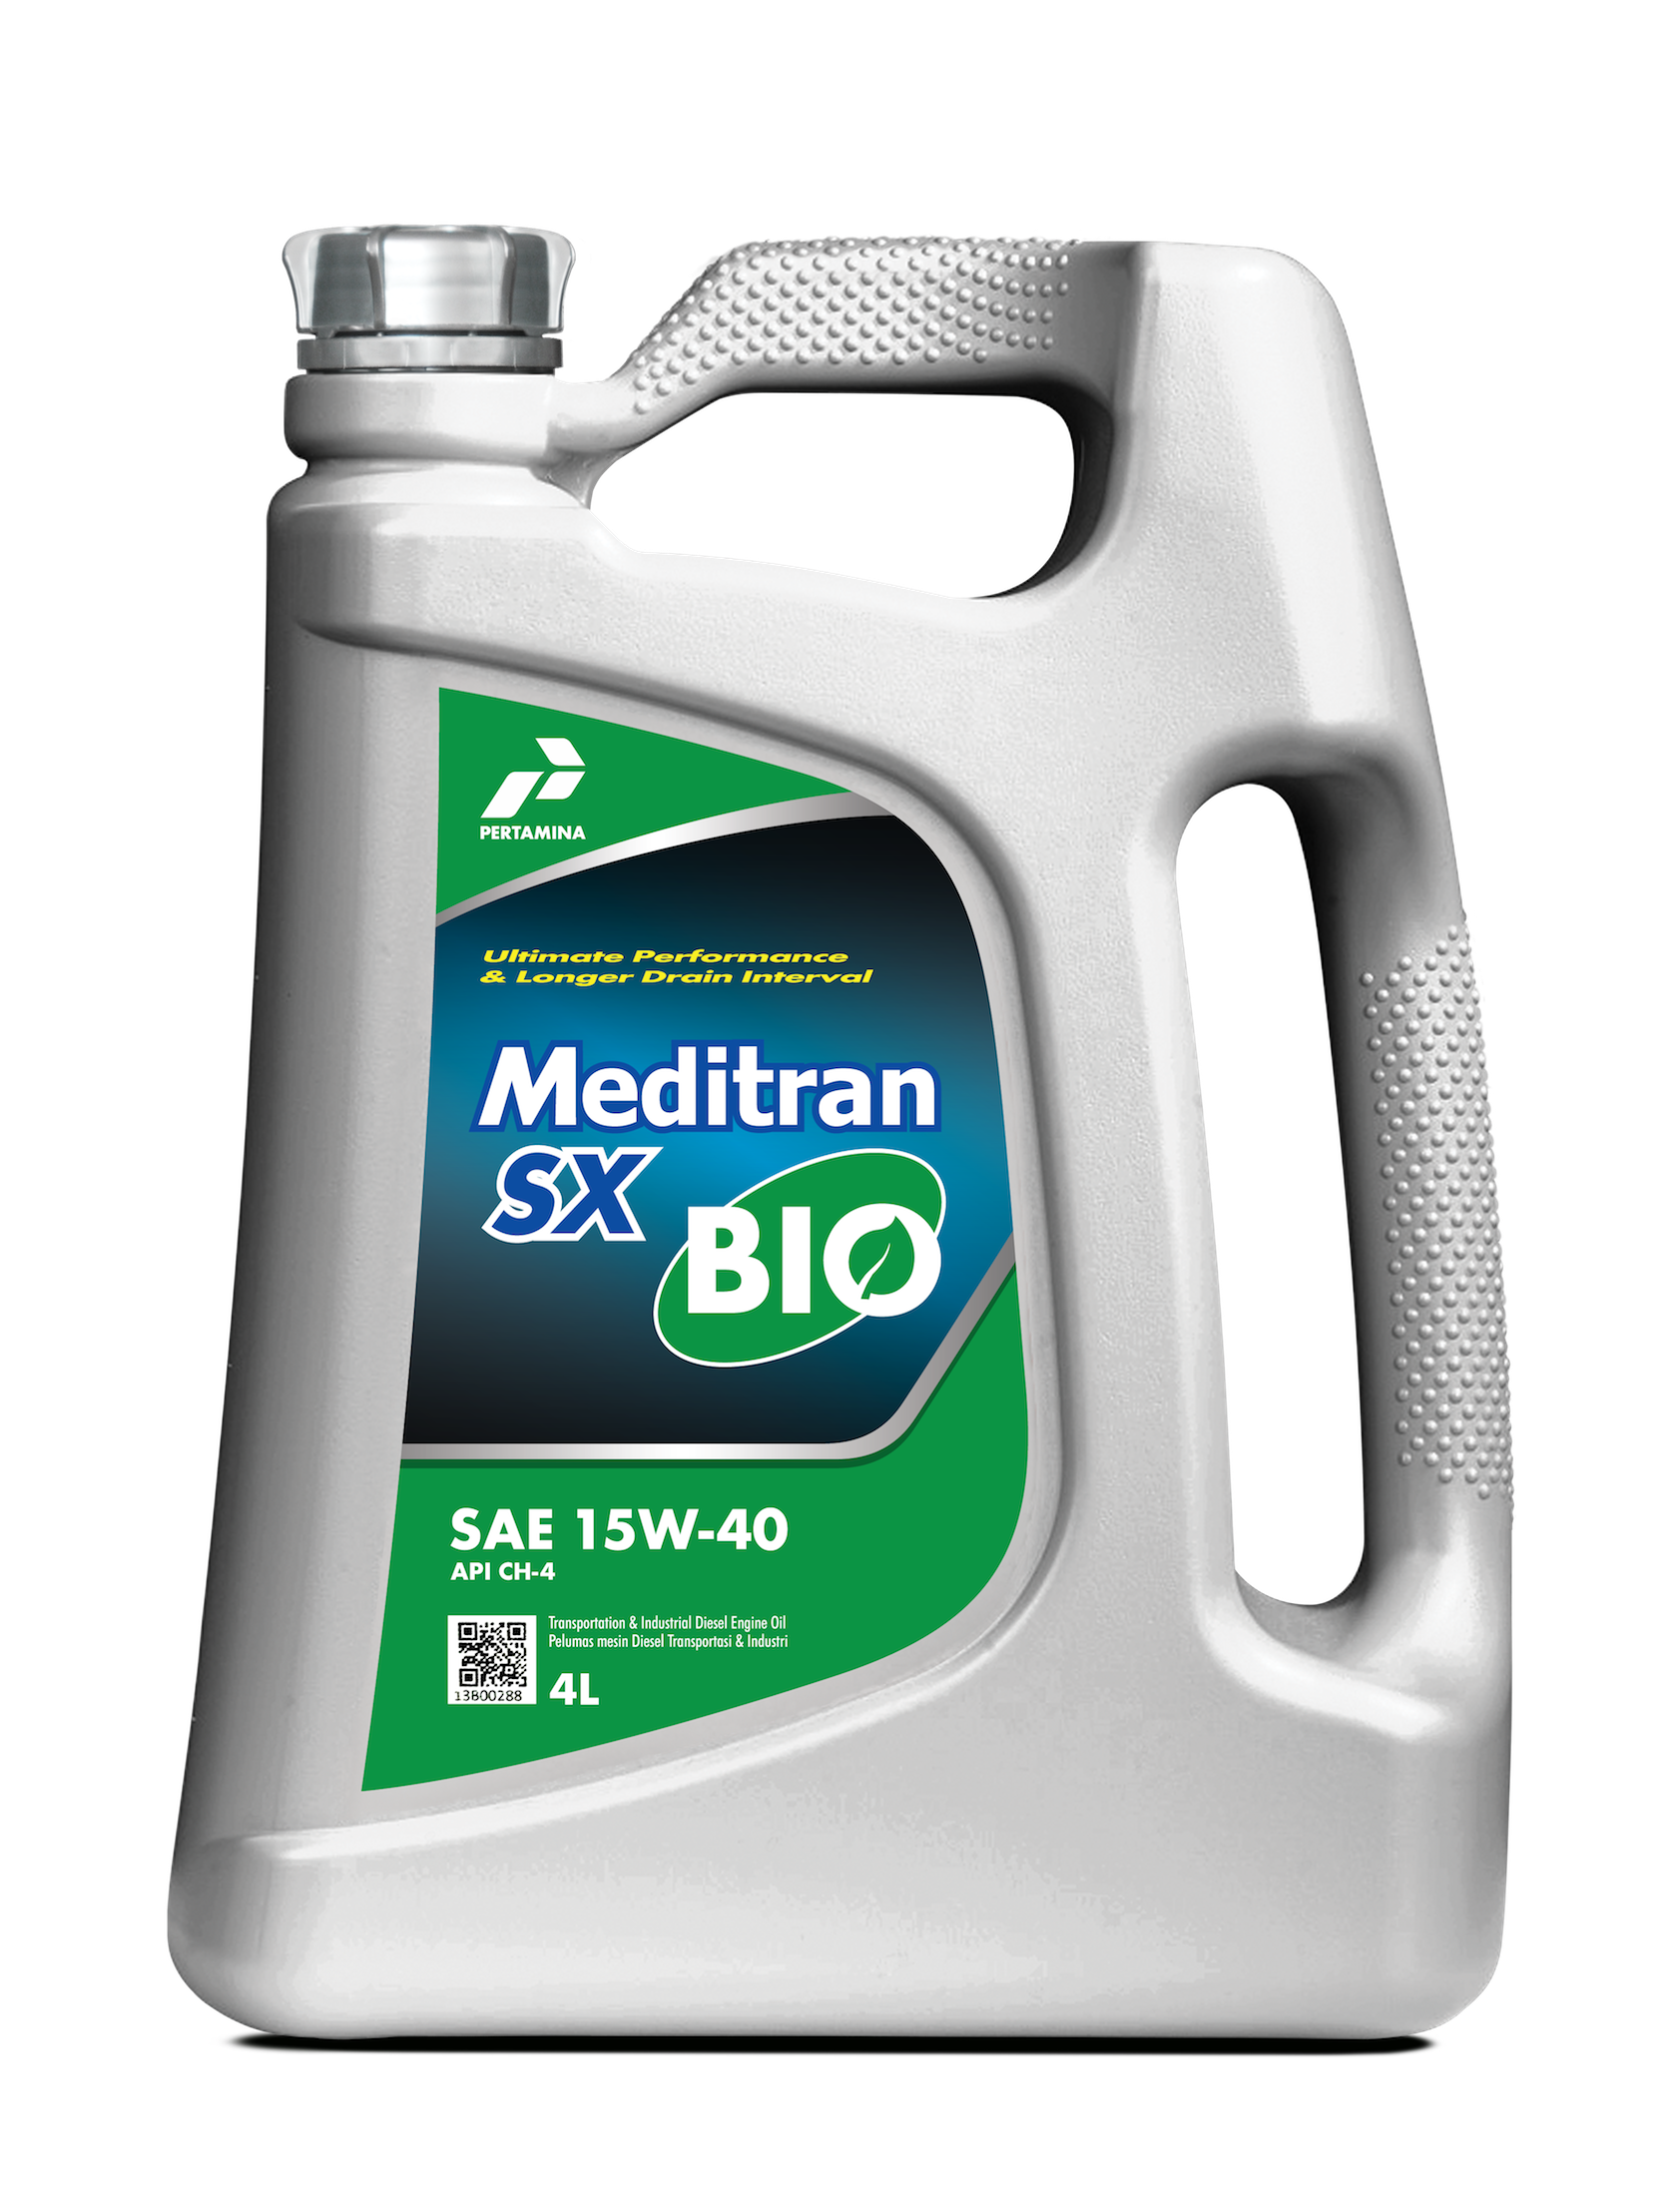 PERTAMINA
Ultimate Performance
& Longer Drain Interval
Meditran
SX
BIO
SAE 15W-40
API CH-4
Transportation & Industrial Diesel Engine Oil
Pelumas mesin Diesel Transportasi & Industri
13B00288
4L